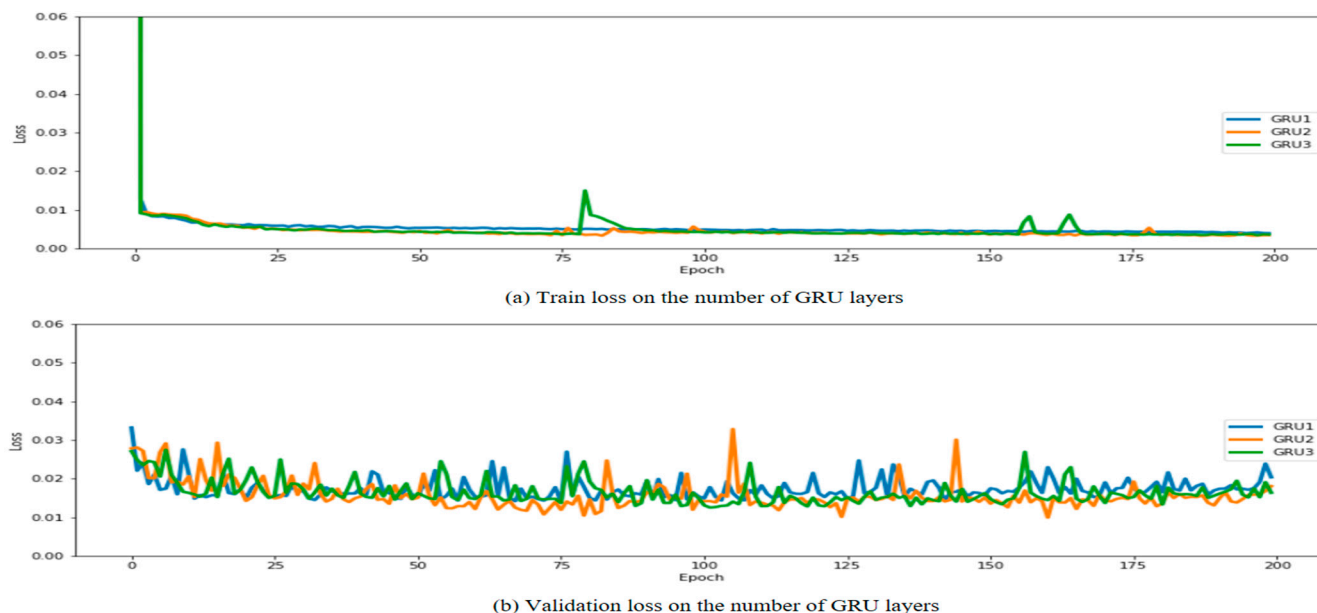 0.06
0.05
0.04
0.03
0.02
0.01
0.00
Loss
GRU1
GRU2
GRU3
0 25 50 75 100 125 150 175 200
Epoch
(a) Train loss on the number of GRU layers
0.06
0.05
0.04
0.03
0.02
0.01
0.00
Loss
GRU1
GRU2
GRU3
0 25 50 75 100 125 150 175 200
Epoch
(b) Validation loss on the number of GRU layers